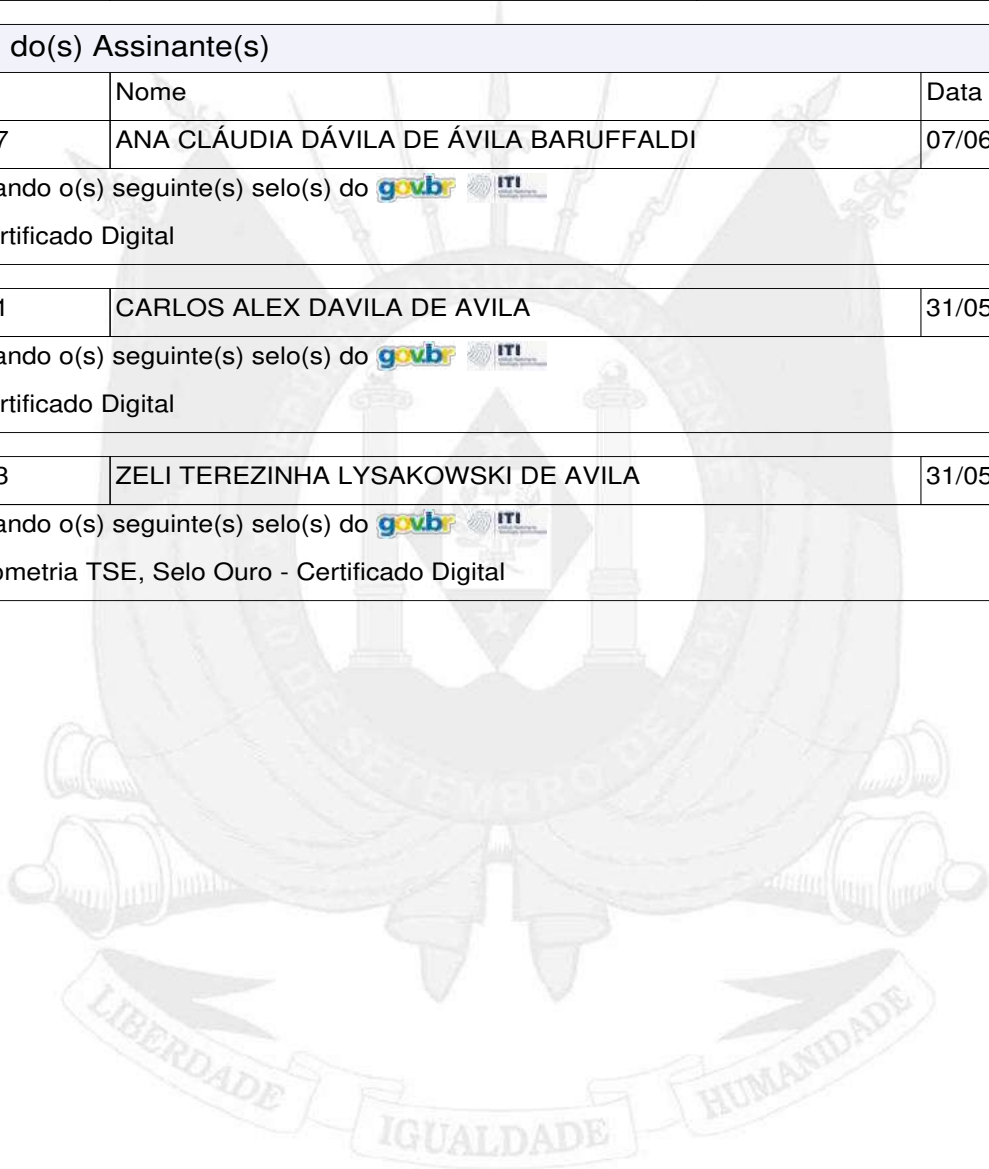 do(s) Assinante(s)
Nome Data
7 ANA CLÁUDIA DÁVILA DE ÁVILA BARUFFALDI 07/06
ando o(s) seguinte(s) selo(s) do gov.br ITI
rtificado Digital
1 CARLOS ALEX DAVILA DE AVILA 31/05
ando o(s) seguinte(s) selo(s) do gov.br ITI
rtificado Digital
3 ZELI TEREZINHA LYSAKOWSKI DE AVILA 31/05
ando o(s) seguinte(s) selo(s) do gov.br ITI
ometria TSE, Selo Ouro - Certificado Digital
LIBERDADE IGUALDADE HUMANIDADE